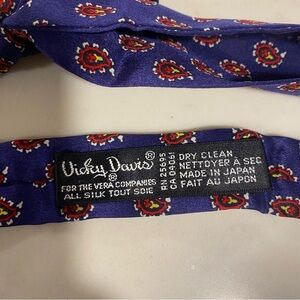 Vicky Davis®
®
FOR THE VERA COMPANIES
ALL SILK TOUT SOIE
RN 25695
CA 09061
DRY CLEAN
NETTOYER À SEC
MADE IN JAPAN
FAIT AU JAPON